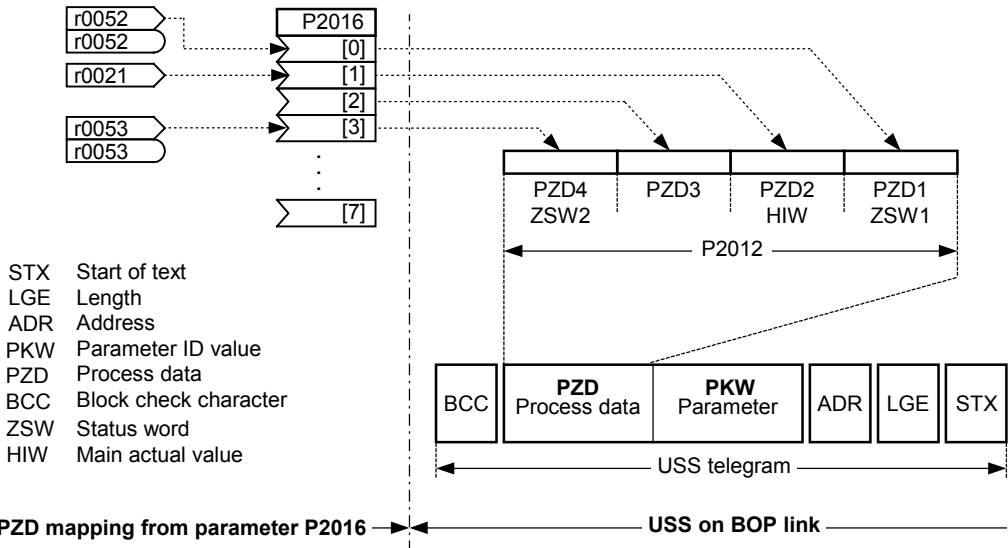 r0052
r0052
r0021
r0053
r0053
P2016
[0]
[1]
[2]
[3]
[7]
PZD4
ZSW2
PZD3
PZD2
HIW
PZD1
ZSW1
P2012
STX Start of text
LGE Length
ADR Address
PKW Parameter ID value
PZD Process data
BCC Block check character
ZSW Status word
HIW Main actual value
BCC
PZD
Process data
PKW
Parameter
ADR
LGE
STX
USS telegram
PZD mapping from parameter P2016
USS on BOP link